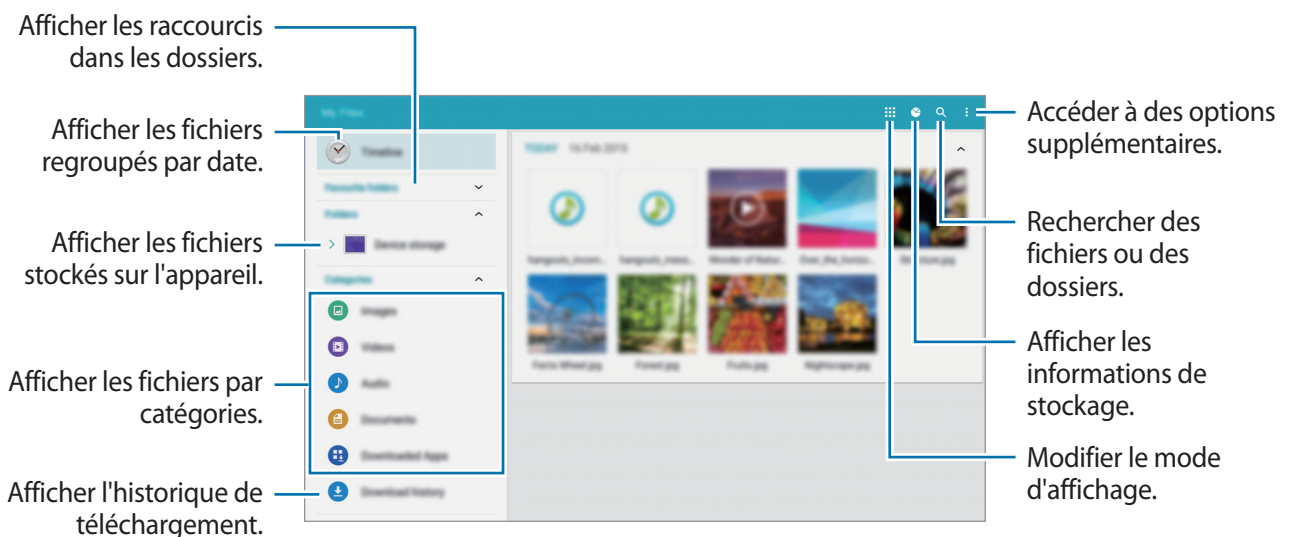 Afficher les raccourcis
dans les dossiers.
Afficher les fichiers
regroupés par date.
Afficher les fichiers
stockés sur l'appareil.
Afficher les fichiers par
catégories.
Afficher l'historique de
téléchargement.
My Files
Timeline
Favourite folders
Folders
Device storage
Categories
Images
Videos
Audio
Documents
Downloaded Apps
Download history
TODAY 16 Feb 2015
Ferris Wheel.jpg
Forest.jpg
Fruits.jpg
Nightscape.jpg
Accéder à des options
supplémentaires.
Rechercher des
fichiers ou des
dossiers.
Afficher les
informations de
stockage.
Modifier le mode
d'affichage.